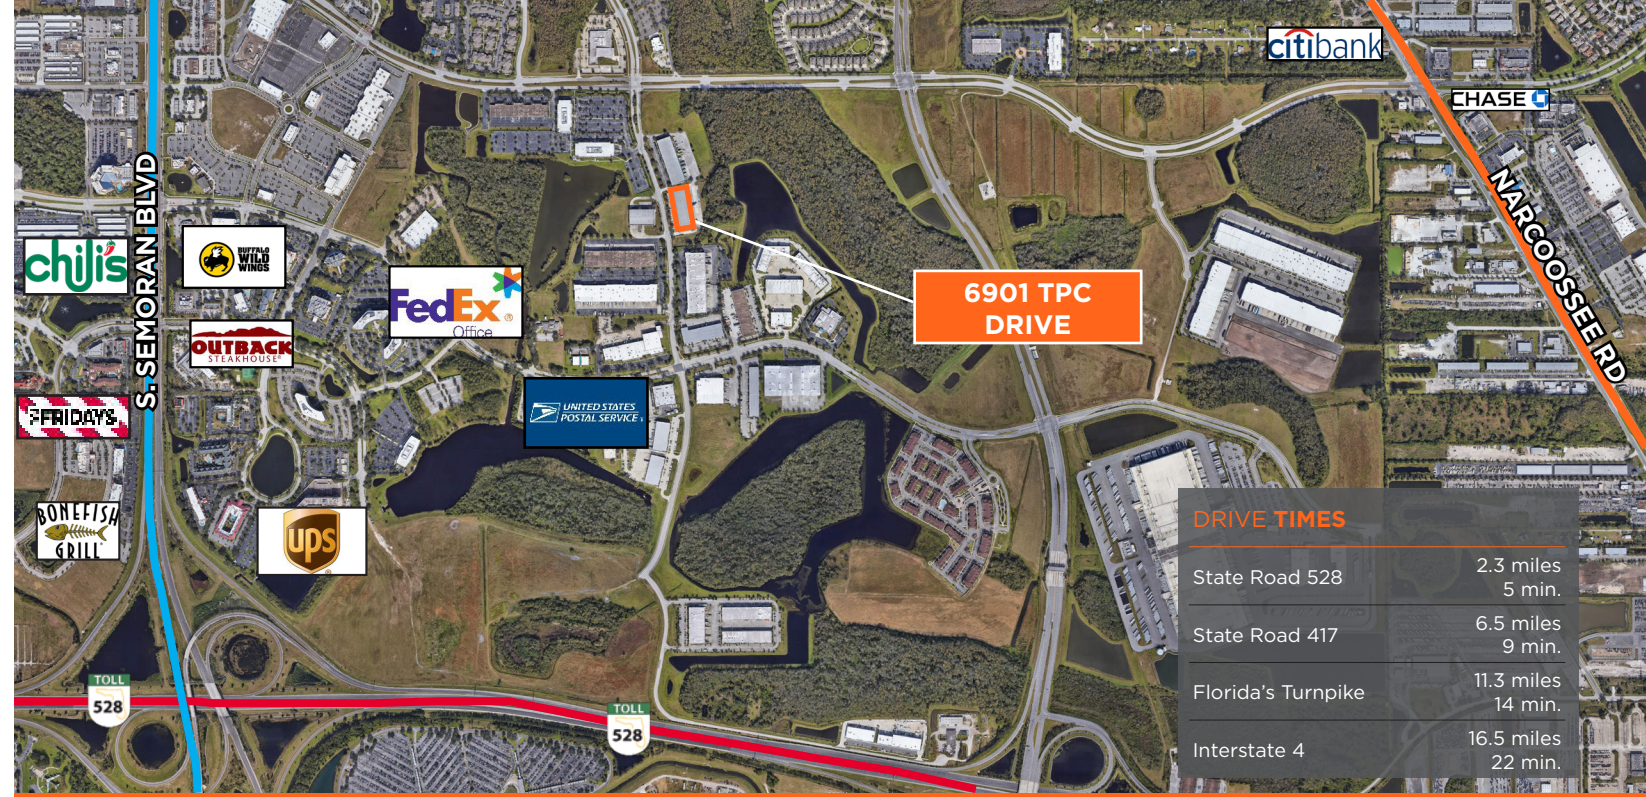 citibank
CHASE
S. SEMORAN BLVD
NARCOOSSEE RD
chili's
BUFFALO
WILD
WINGS
FedEx®
Office
OUTBACK
STEAKHOUSE®
6901 TPC
DRIVE
FRIDAY'S
UNITED STATES
POSTAL SERVICE
BONEFISH
GRILL
ups
DRIVE TIMES
State Road 528
2.3 miles
5 min.
State Road 417
6.5 miles
9 min.
Florida's Turnpike
11.3 miles
14 min.
Interstate 4
16.5 miles
22 min.
TOLL
528
TOLL
528